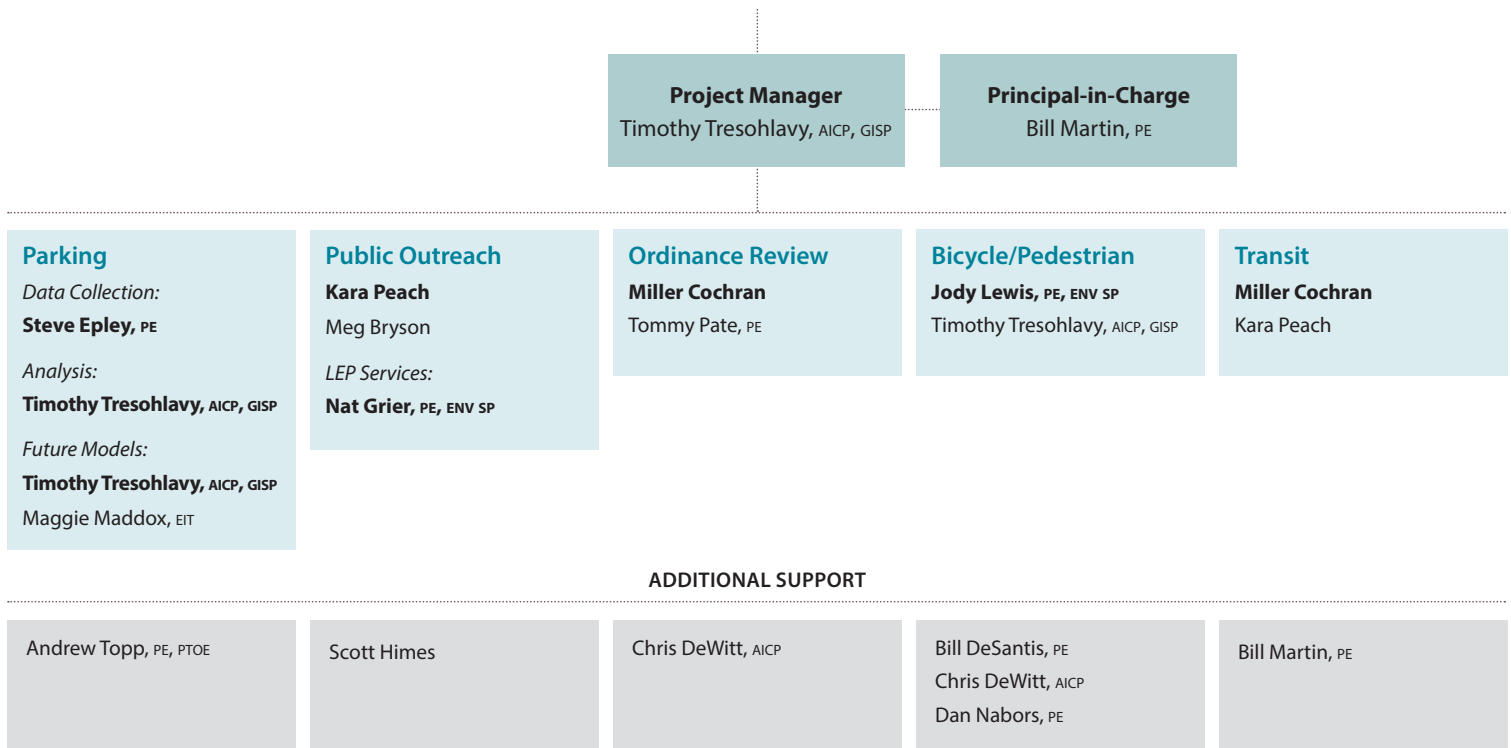 Project Manager
Timothy Tresohlavy, AICP, GISP
Principal-in-Charge
Bill Martin, PE
Parking
Data Collection:
Steve Epley, PE
Analysis:
Timothy Tresohlavy, AICP, GISP
Future Models:
Timothy Tresohlavy, AICP, GISP
Maggie Maddox, EIT
Public Outreach
Kara Peach
Meg Bryson
LEP Services:
Nat Grier, PE, ENV SP
Ordinance Review
Miller Cochran
Tommy Pate, PE
Bicycle/Pedestrian
Jody Lewis, PE, ENV SP
Timothy Tresohlavy, AICP, GISP
Transit
Miller Cochran
Kara Peach
ADDITIONAL SUPPORT
Andrew Topp, PE, PTOE
Scott Himes
Chris DeWitt, AICP
Bill DeSantis, PE
Chris DeWitt, AICP
Dan Nabors, PE
Bill Martin, PE